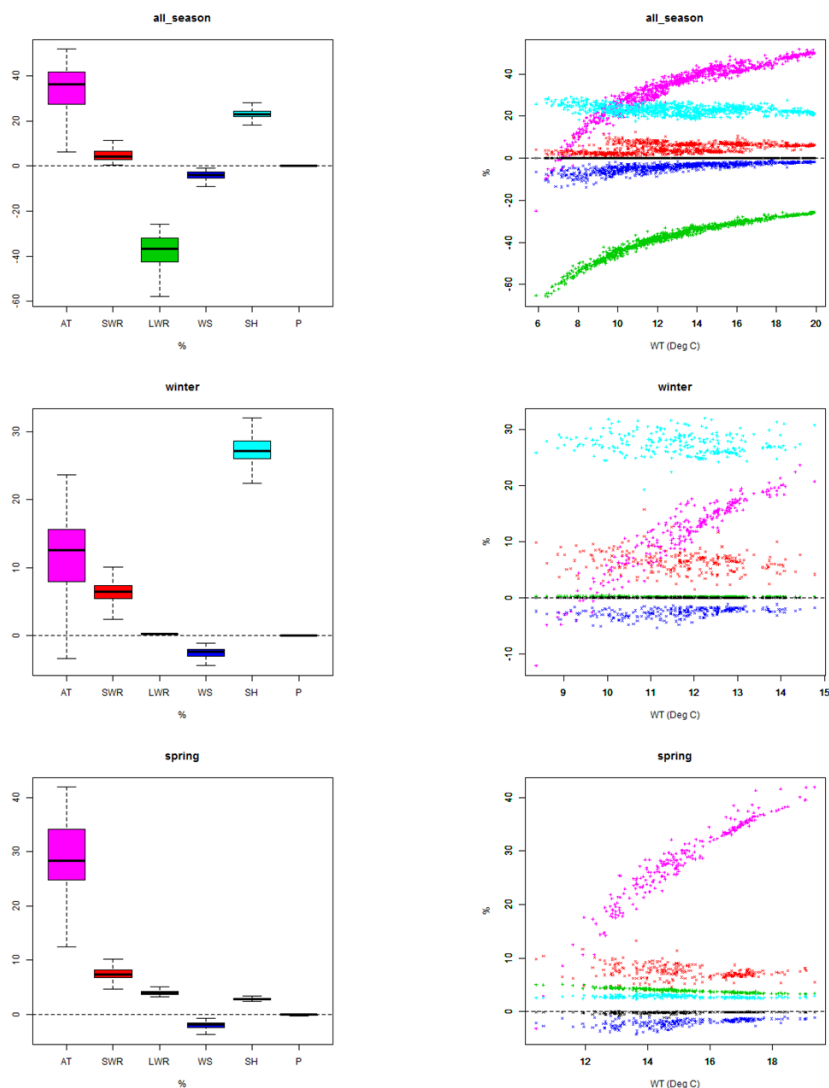 all_season
40
20
0
-20
-40
-60
AT SWR LWR WS SH P
%
all_season
%
40
20
0
-20
-40
-60
6 8 10 12 14 16 18 20
WT (Deg C)
winter
30
20
10
0
AT SWR LWR WS SH P
%
winter
%
30
20
10
0
-10
9 10 11 12 13 14 15
WT (Deg C)
spring
40
30
20
10
0
AT SWR LWR WS SH P
%
spring
%
40
30
20
10
0
12 14 16 18
WT (Deg C)